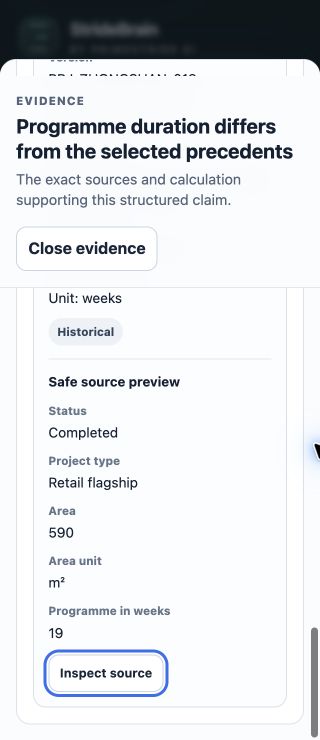 StrideBrain
EVIDENCE
Programme duration differs
from the selected precedents
The exact sources and calculation
supporting this structured claim.
Close evidence
Unit: weeks
Historical
Safe source preview
Status
Completed
Project type
Retail flagship
Area
590
Area unit
m²
Programme in weeks
19
Inspect source